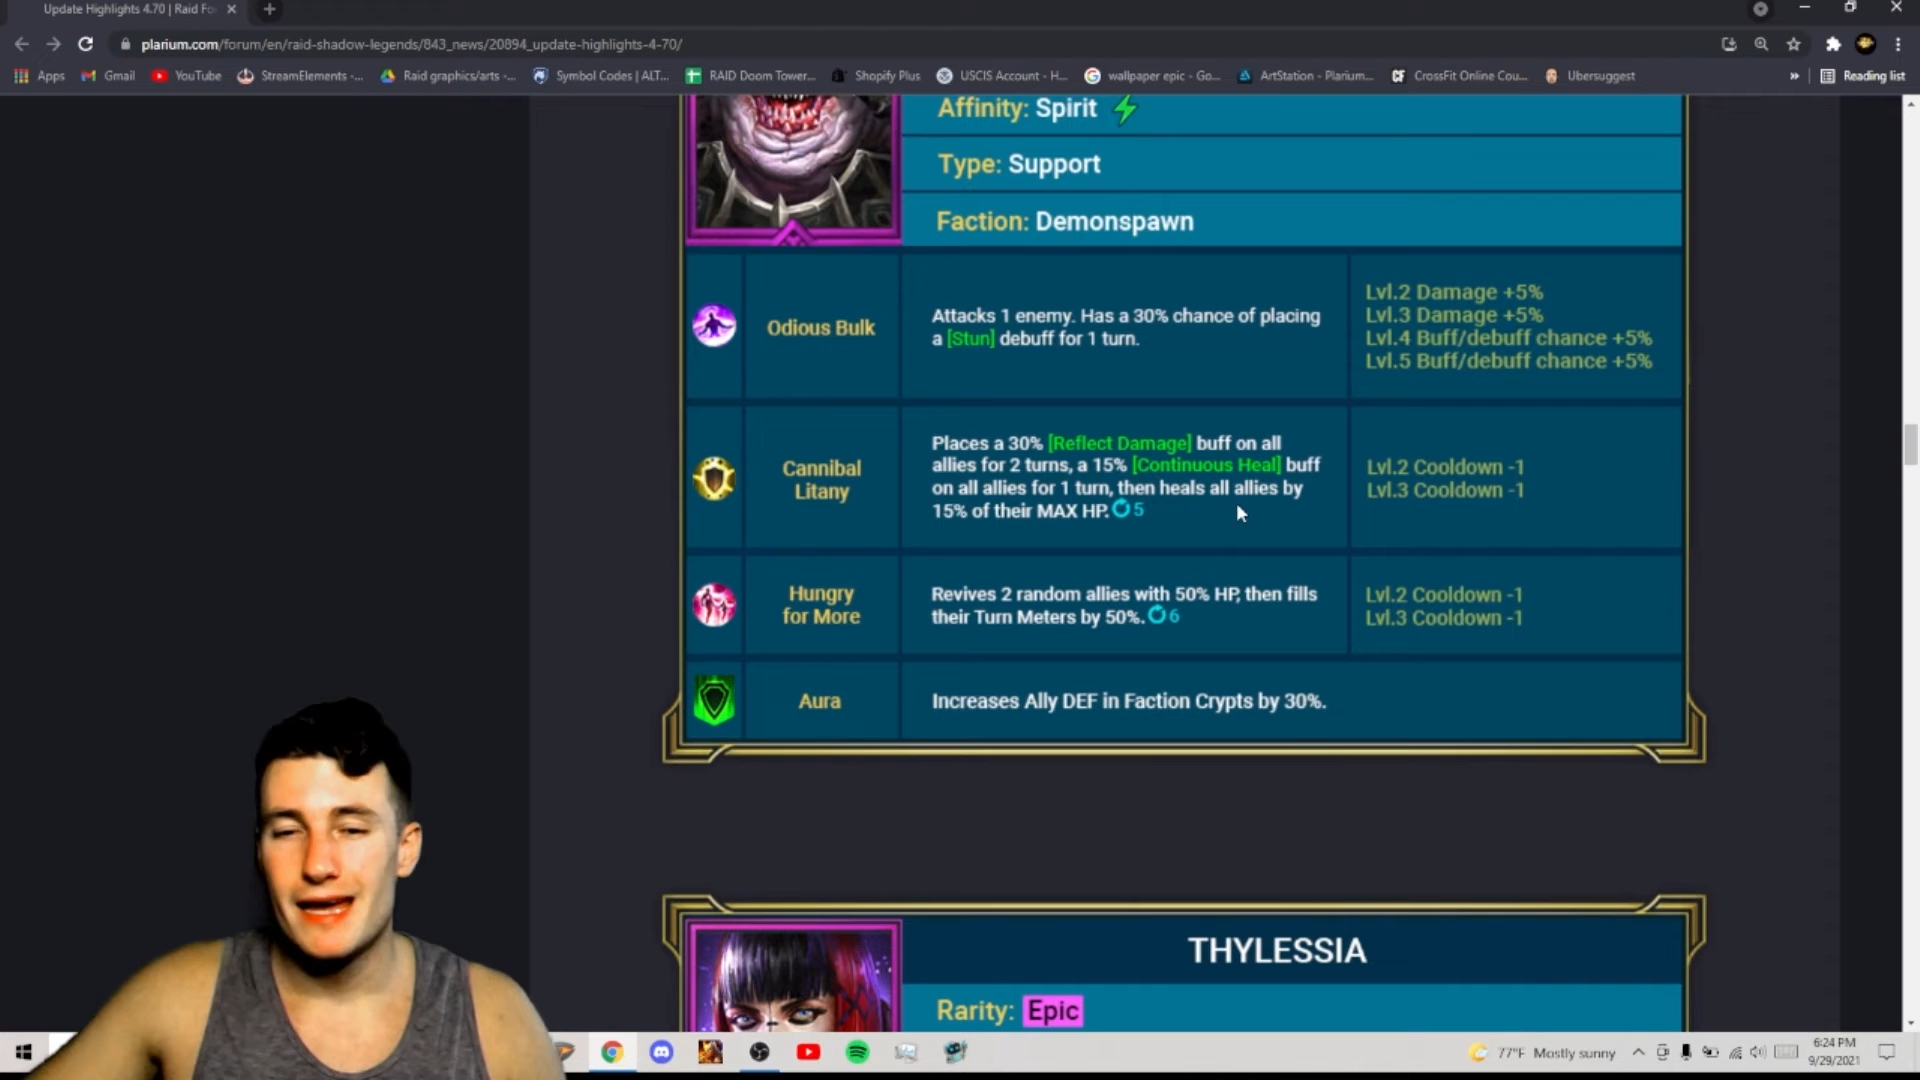 Update Highlights 4.70 | Raid Fo
plarium.com/forum/en/raid-shadow-legends/843_news/20894_update-highlights-4-70/
Apps Gmail YouTube StreamElements -... Raid graphics/arts -... Symbol Codes | ALT... RAID Doom Tower... Shopify Plus USCIS Account - H... wallpaper epic - Go... ArtStation - Plarium... CrossFit Online Cou... Ubersuggest » Reading list
Affinity: Spirit
Type: Support
Faction: Demonspawn
Odious Bulk
Attacks 1 enemy. Has a 30% chance of placing
a [Stun] debuff for 1 turn.
Lvl.2 Damage +5%
Lvl.3 Damage +5%
Lvl.4 Buff/debuff chance +5%
Lvl.5 Buff/debuff chance +5%
Cannibal
Litany
Places a 30% [Reflect Damage] buff on all
allies for 2 turns, a 15% [Continuous Heal] buff
on all allies for 1 turn, then heals all allies by
15% of their MAX HP. 5
Lvl.2 Cooldown -1
Lvl.3 Cooldown -1
Hungry
for More
Revives 2 random allies with 50% HP, then fills
their Turn Meters by 50%. 6
Lvl.2 Cooldown -1
Lvl.3 Cooldown -1
Aura
Increases Ally DEF in Faction Crypts by 30%.
THYLESSIA
Rarity: Epic
77°F Mostly sunny
6:24 PM
9/29/2021